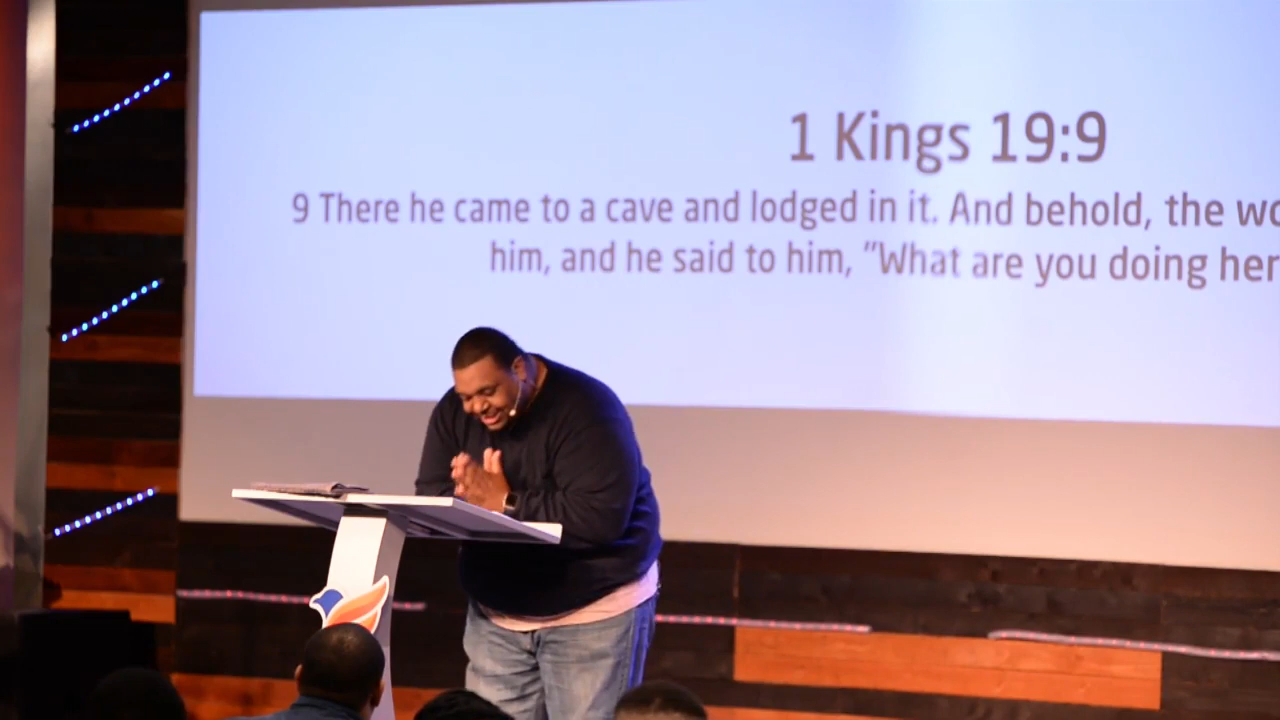 1 Kings 19:9
9 There he came to a cave and lodged in it. And behold, the
him, and he said to him, "What are you doing